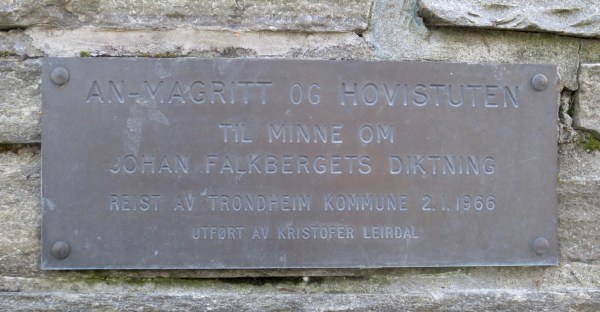 AN-MAGRITT OG HOVISTUTEN
TIL MINNE OM
JOHAN FALKBERGETS DIKTNING
REIST AV TRONDHEIM KOMMUNE 2.1.1966
UTFØRT AV KRISTOFER LEIRDAL